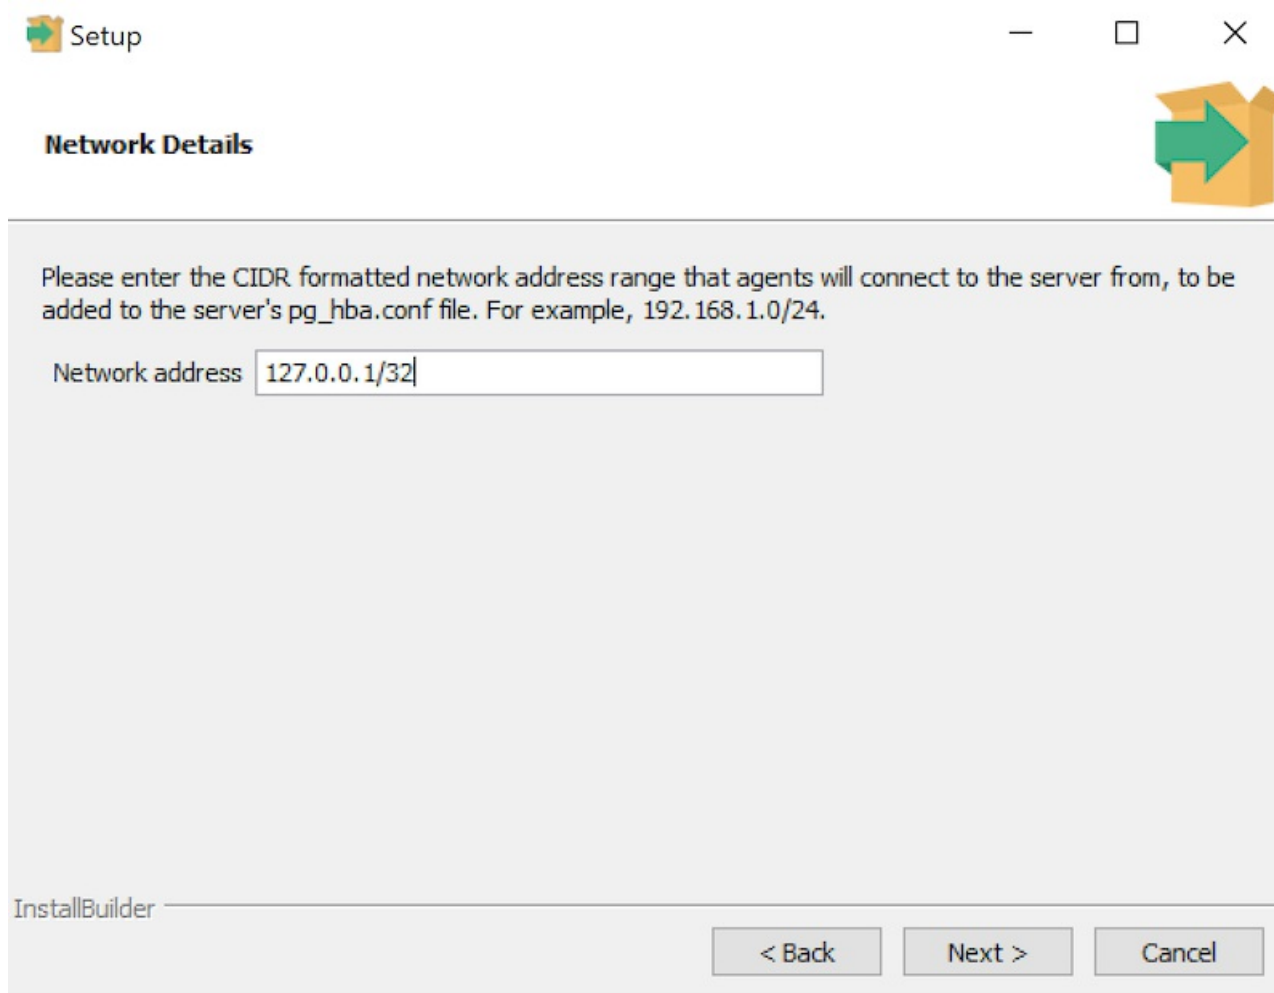 Setup
Network Details
Please enter the CIDR formatted network address range that agents will connect to the server from, to be
added to the server's pg_hba.conf file. For example, 192.168.1.0/24.
Network address 127.0.0.1/32
InstallBuilder
< Back Next > Cancel